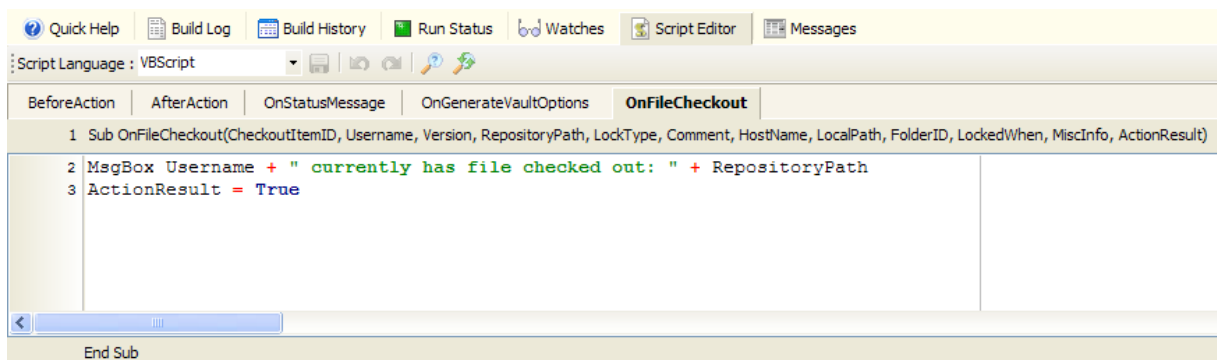 Quick Help Build Log Build History Run Status Watches Script Editor Messages
Script Language : VBScript
BeforeAction AfterAction OnStatusMessage OnGenerateVaultOptions OnFileCheckout
1 Sub OnFileCheckout(CheckoutItemID, Username, Version, RepositoryPath, LockType, Comment, HostName, LocalPath, FolderID, LockedWhen, MiscInfo, ActionResult)
2 MsgBox Username + " currently has file checked out: " + RepositoryPath
3 ActionResult = True
End Sub